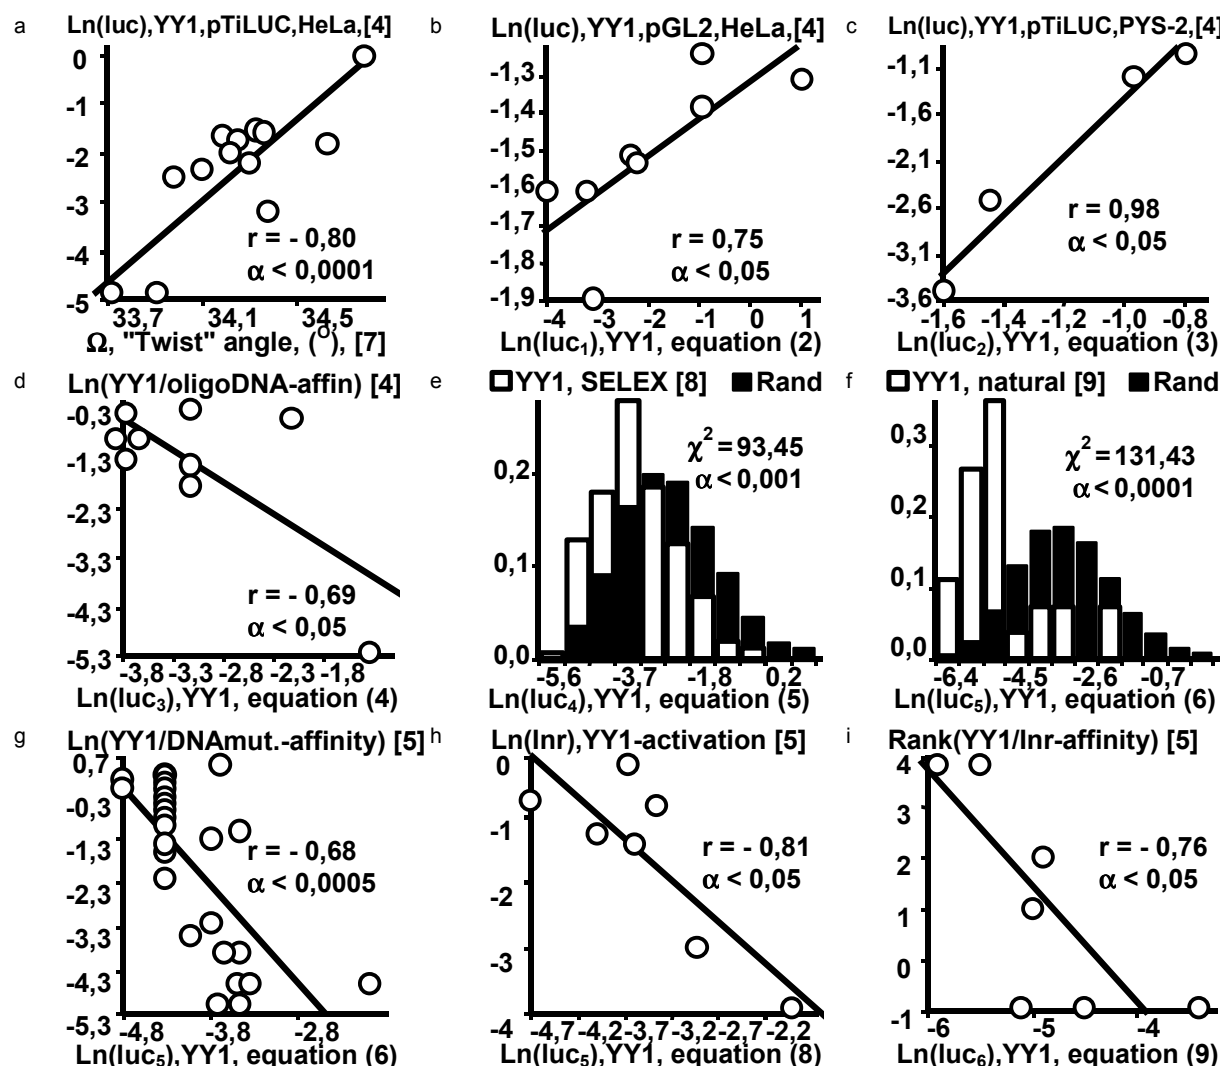 a Ln(luc),YY1,pTiLUC,HeLa,[4]
0
-1
-2
-3
-4
-5
r = - 0,80
α < 0,0001
33,7 34,1 34,5
Ω, "Twist" angle, (°), [7]
b Ln(luc),YY1,pGL2,HeLa,[4]
-1,3
-1,4
-1,5
-1,6
-1,7
-1,8
-1,9
r = 0,75
α < 0,05
-4 -3 -2 -1 0 1
Ln(luc₁),YY1, equation (2)
c Ln(luc),YY1,pTiLUC,PYS-2,[4]
-1,1
-1,6
-2,1
-2,6
-3,1
-3,6
r = 0,98
α < 0,05
-1,6 -1,4 -1,2 -1,0 -0,8
Ln(luc₂),YY1, equation (3)
d Ln(YY1/oligoDNA-affin) [4]
-0,3
-1,3
-2,3
-3,3
-4,3
-5,3
r = - 0,69
α < 0,05
-3,8 -3,3 -2,8 -2,3 -1,8
Ln(luc₃),YY1, equation (4)
e YY1, SELEX [8] Rand
χ² = 93,45
α < 0,001
0,2
0,1
0,0
-5,6 -3,7 -1,8 0,2
Ln(luc₄),YY1, equation (5)
f YY1, natural [9] Rand
χ² = 131,43
α < 0,0001
0,3
0,2
0,1
0,0
-6,4 -4,5 -2,6 -0,7
Ln(luc₅),YY1, equation (6)
g Ln(YY1/DNAmut.-affinity) [5]
0,7
-0,3
-1,3
-2,3
-3,3
-4,3
-5,3
r = - 0,68
α < 0,0005
-4,8 -3,8 -2,8
Ln(luc₅),YY1, equation (6)
h Ln(Inr),YY1-activation [5]
0
-1
-2
-3
-4
r = - 0,81
α < 0,05
-4,7 -4,2 -3,7 -3,2 -2,7 -2,2
Ln(luc₅),YY1, equation (8)
i Rank(YY1/Inr-affinity) [5]
4
3
2
1
0
-1
r = - 0,76
α < 0,05
-6 -5 -4
Ln(luc₆),YY1, equation (9)